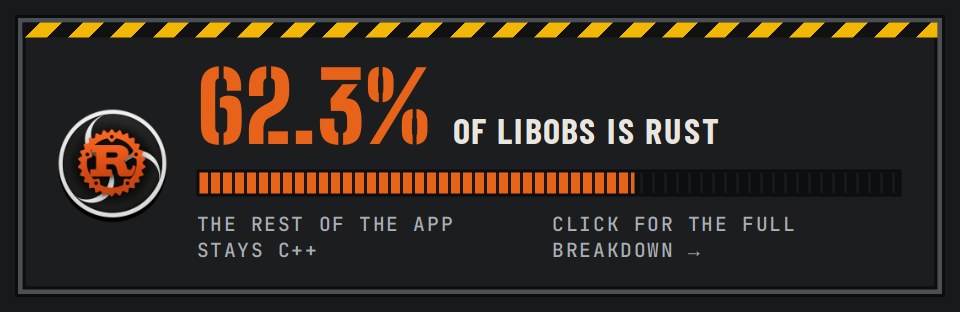 62.3% OF LIBOBS IS RUST
R
THE REST OF THE APP
STAYS C++
CLICK FOR THE FULL
BREAKDOWN →